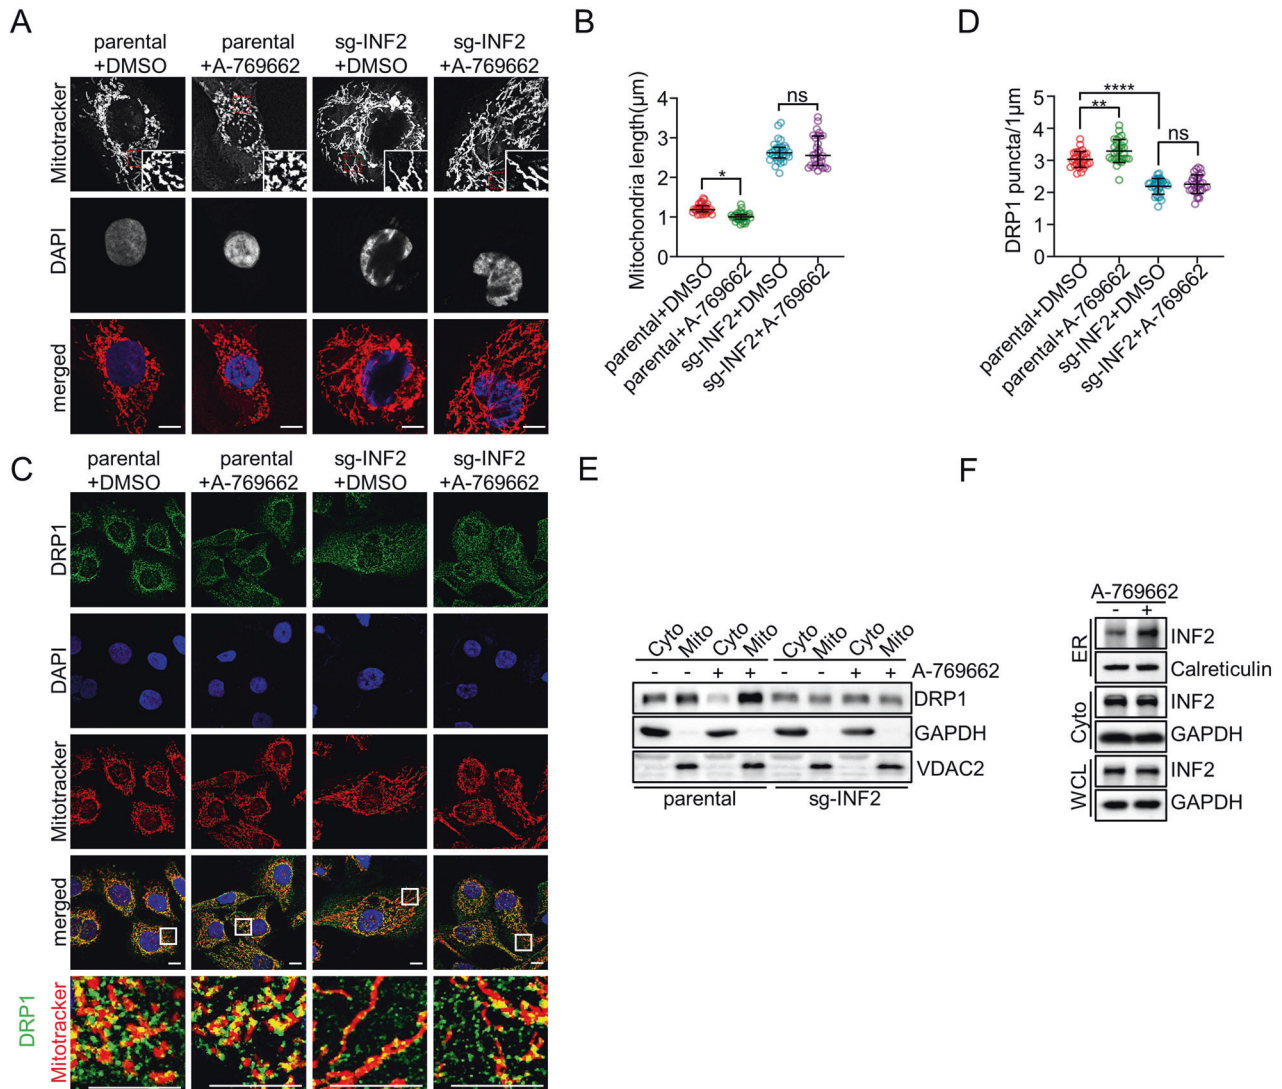 A
parental
+DMSO
parental
+A-769662
sg-INF2
+DMSO
sg-INF2
+A-769662
Mitotracker
DAPI
merged
B
Mitochondria length(μm)
4
3
2
1
0
*
ns
parental+DMSO
parental+A-769662
sg-INF2+DMSO
sg-INF2+A-769662
D
DRP1 puncta/1μm
5
4
3
2
1
0
****
**
ns
parental+DMSO
parental+A-769662
sg-INF2+DMSO
sg-INF2+A-769662
C
parental
+DMSO
parental
+A-769662
sg-INF2
+DMSO
sg-INF2
+A-769662
DRP1
DAPI
Mitotracker
merged
DRP1
Mitotracker
E
Cyto Mito Cyto Mito Cyto Mito Cyto Mito
- - + + - - + + A-769662
DRP1
GAPDH
VDAC2
parental sg-INF2
F
A-769662
- +
ER
INF2
Calreticulin
Cyto
INF2
GAPDH
WCL
INF2
GAPDH